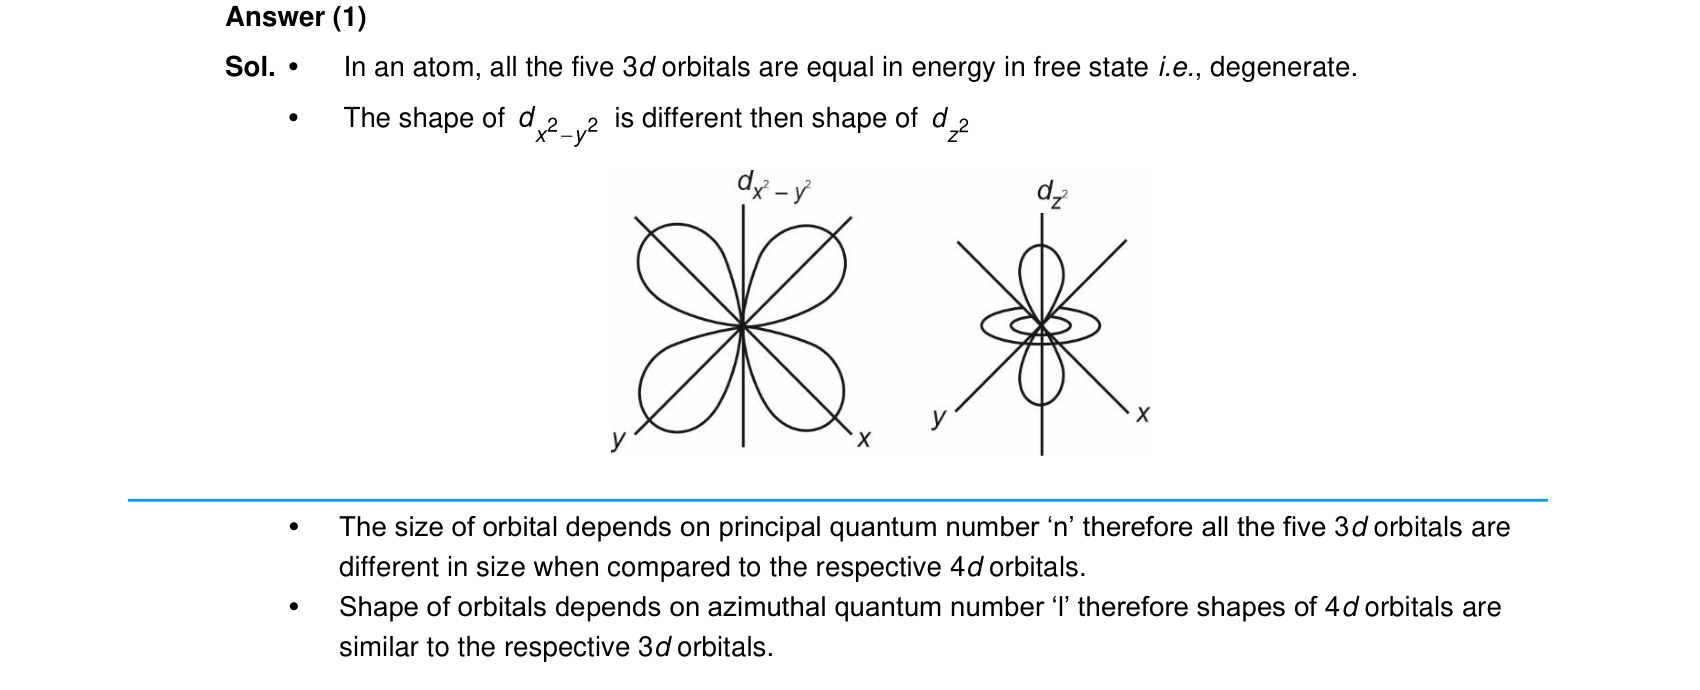 Answer (1)
Sol. • In an atom, all the five 3d orbitals are equal in energy in free state i.e., degenerate.
• The shape of d_{x²–y²} is different then shape of d_{z²}
d_{x²–y²}
d_{z²}
y x
y x
• The size of orbital depends on principal quantum number ‘n’ therefore all the five 3d orbitals are
different in size when compared to the respective 4d orbitals.
• Shape of orbitals depends on azimuthal quantum number ‘l’ therefore shapes of 4d orbitals are
similar to the respective 3d orbitals.